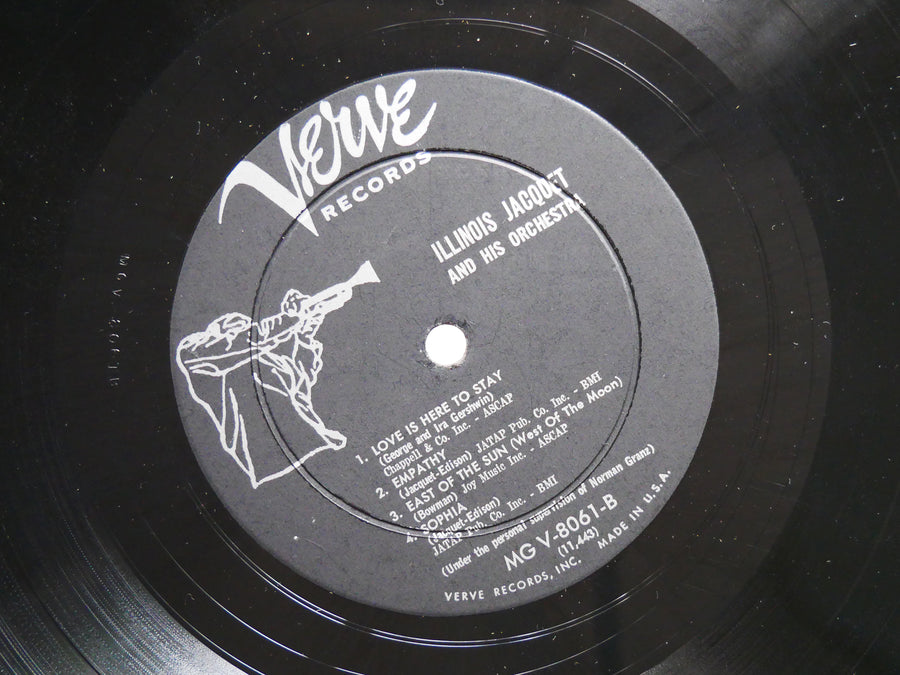 Verve
RECORDS
ILLINOIS JACQUET
AND HIS ORCHESTRA
1. LOVE IS HERE TO STAY
(George and Ira Gershwin)
Chappell & Co. Inc. - ASCAP
2. EMPATHY
(Jacquet-Edison) JATAP Pub. Co. Inc. - BMI
3. EAST OF THE SUN (West Of The Moon)
(Bowman) Joy Music Inc. - ASCAP
4. SOPHIA
(Jacquet-Edison)
JATAP Pub. Co. Inc. - BMI
(Under the personal supervision of Norman Granz)
MG V-8061-B
(11,443)
VERVE RECORDS, INC. MADE IN U.S.A.